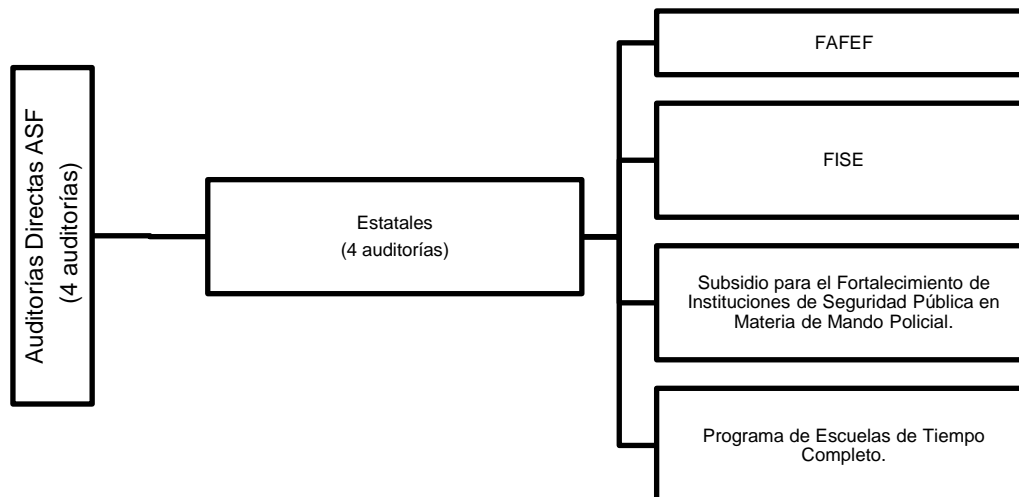 Auditorías Directas ASF
(4 auditorías)
Estatales
(4 auditorías)
FAFEF
FISE
Subsidio para el Fortalecimiento de
Instituciones de Seguridad Pública en
Materia de Mando Policial.
Programa de Escuelas de Tiempo
Completo.